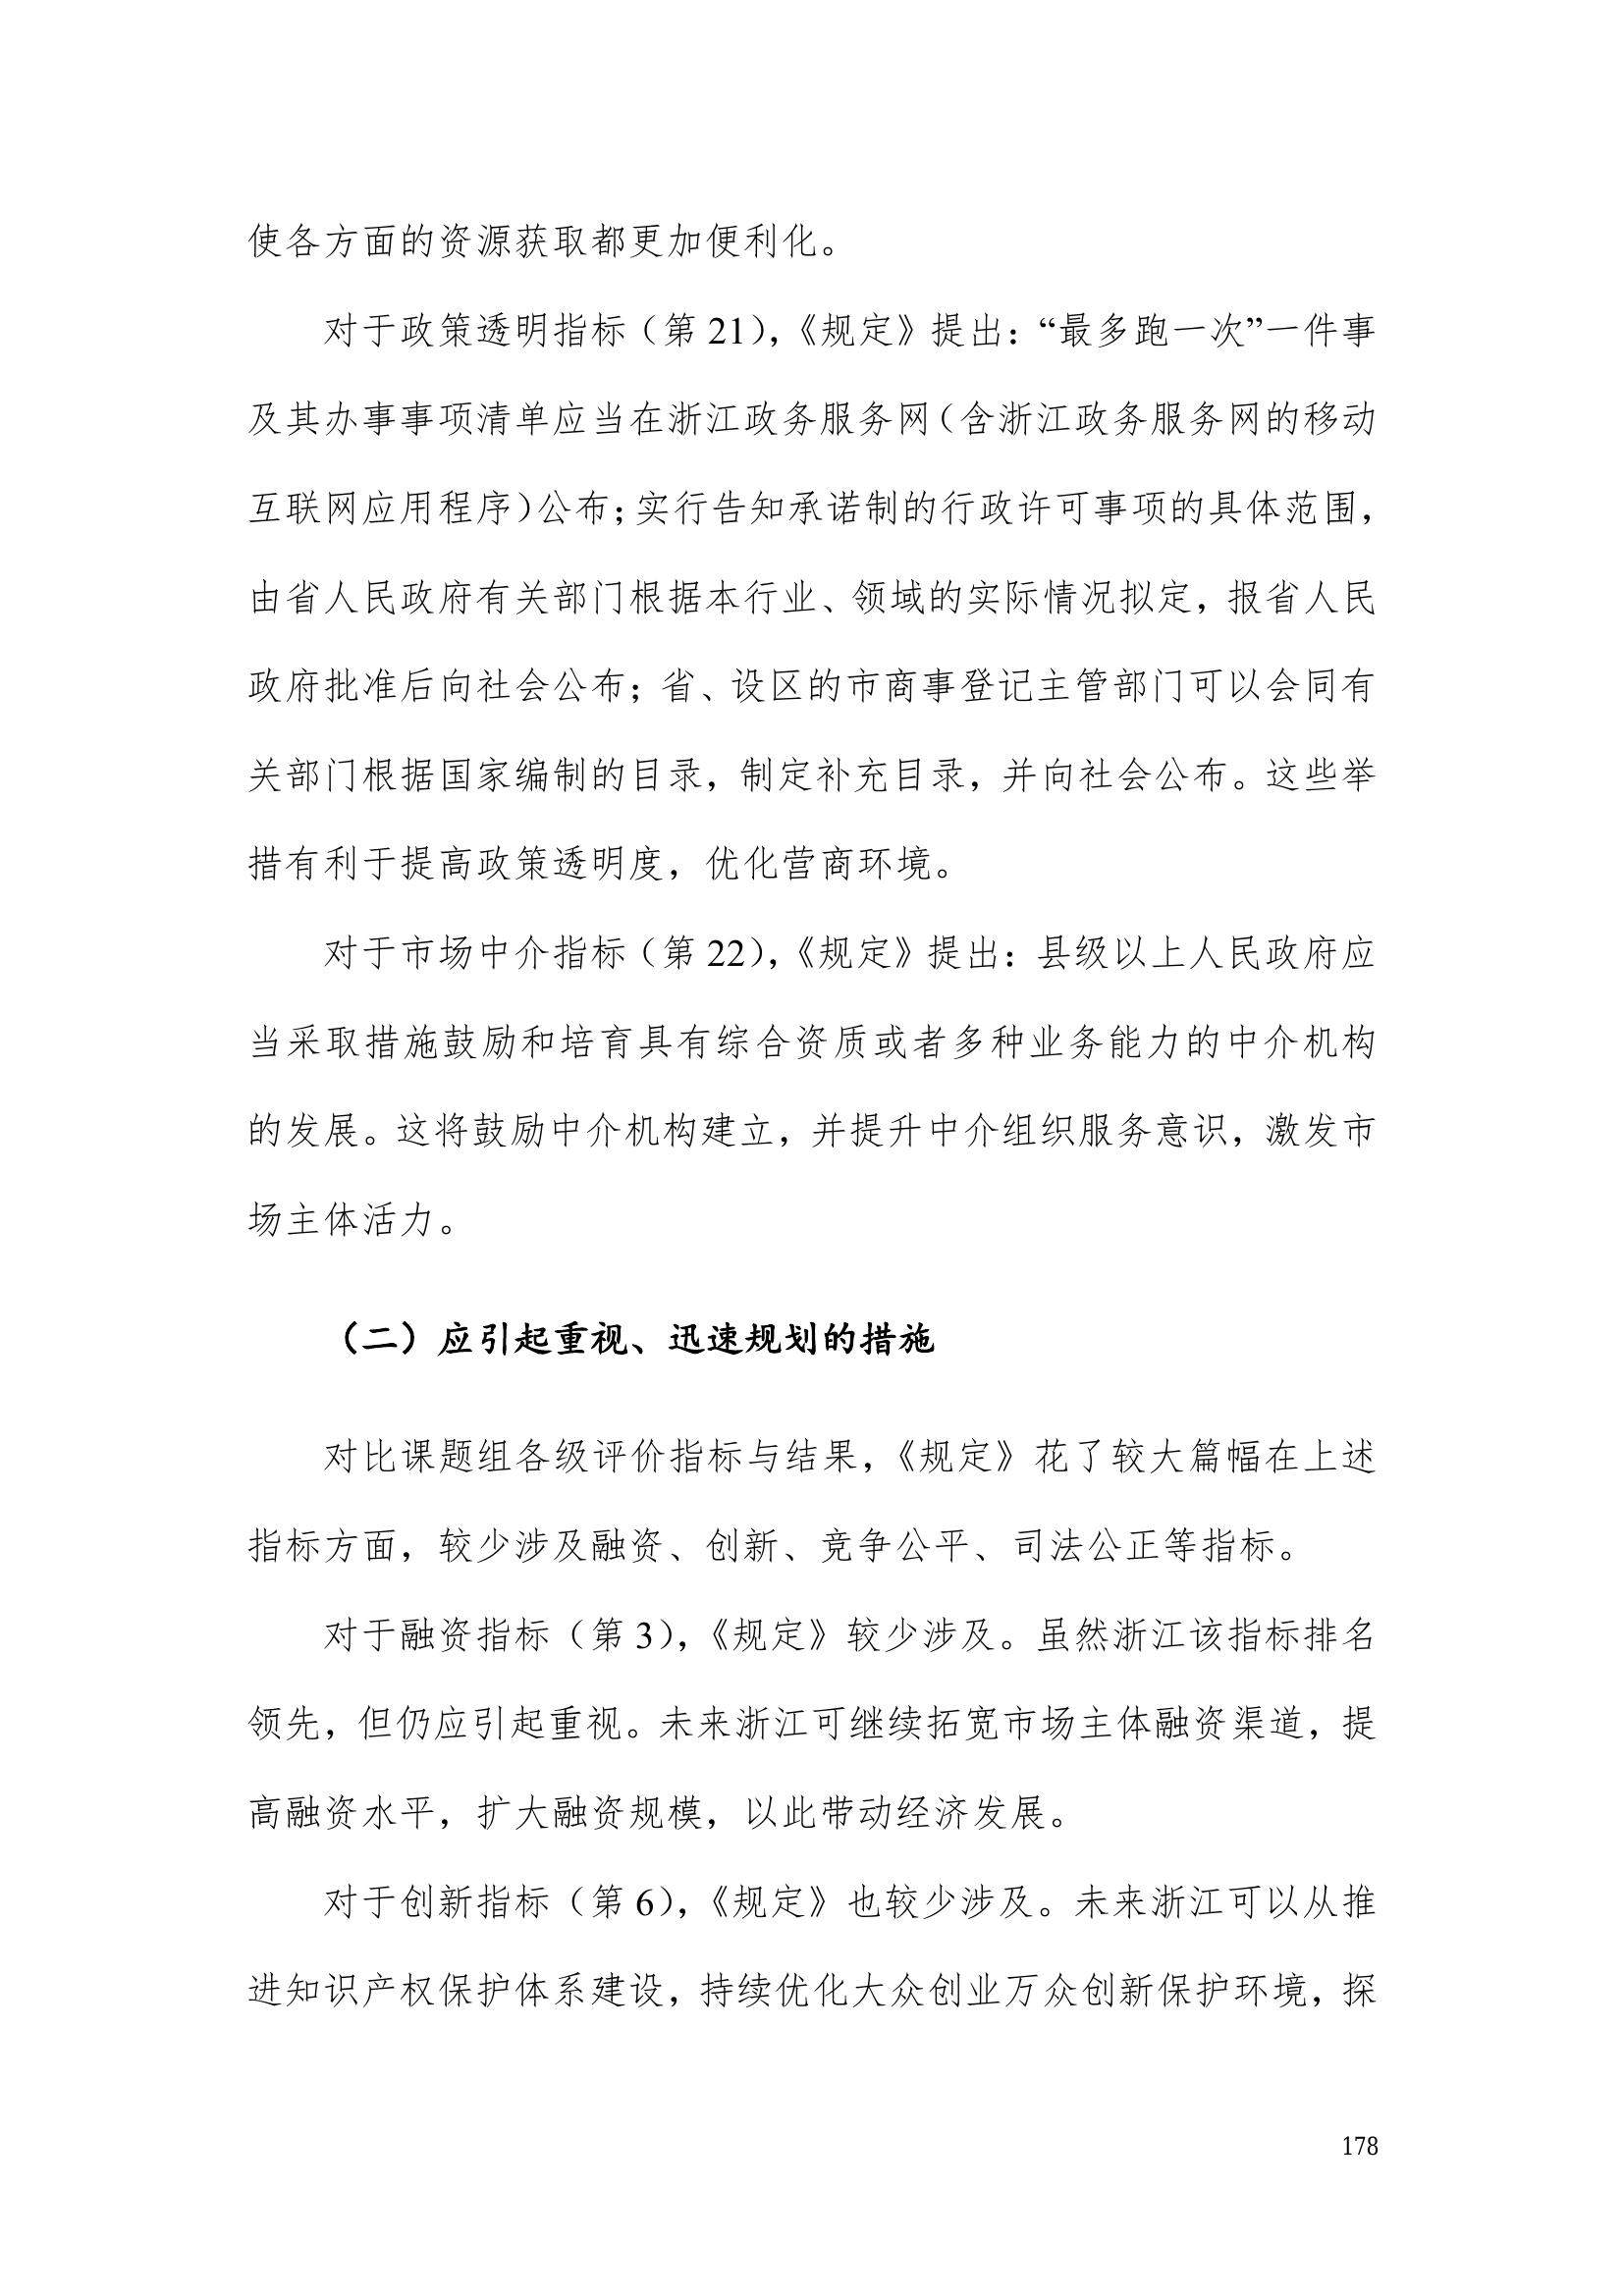 使各方面的资源获取都更加便利化。
对于政策透明指标（第 21），《规定》提出：“最多跑一次”一件事
及其办事事项清单应当在浙江政务服务网（含浙江政务服务网的移动
互联网应用程序）公布；实行告知承诺制的行政许可事项的具体范围，
由省人民政府有关部门根据本行业、领域的实际情况拟定，报省人民
政府批准后向社会公布；省、设区的市商事登记主管部门可以会同有
关部门根据国家编制的目录，制定补充目录，并向社会公布。这些举
措有利于提高政策透明度，优化营商环境。
对于市场中介指标（第 22），《规定》提出：县级以上人民政府应
当采取措施鼓励和培育具有综合资质或者多种业务能力的中介机构
的发展。这将鼓励中介机构建立，并提升中介组织服务意识，激发市
场主体活力。
（二）应引起重视、迅速规划的措施
对比课题组各级评价指标与结果，《规定》花了较大篇幅在上述
指标方面，较少涉及融资、创新、竞争公平、司法公正等指标。
对于融资指标（第 3），《规定》较少涉及。虽然浙江该指标排名
领先，但仍应引起重视。未来浙江可继续拓宽市场主体融资渠道，提
高融资水平，扩大融资规模，以此带动经济发展。
对于创新指标（第 6），《规定》也较少涉及。未来浙江可以从推
进知识产权保护体系建设，持续优化大众创业万众创新保护环境，探
178